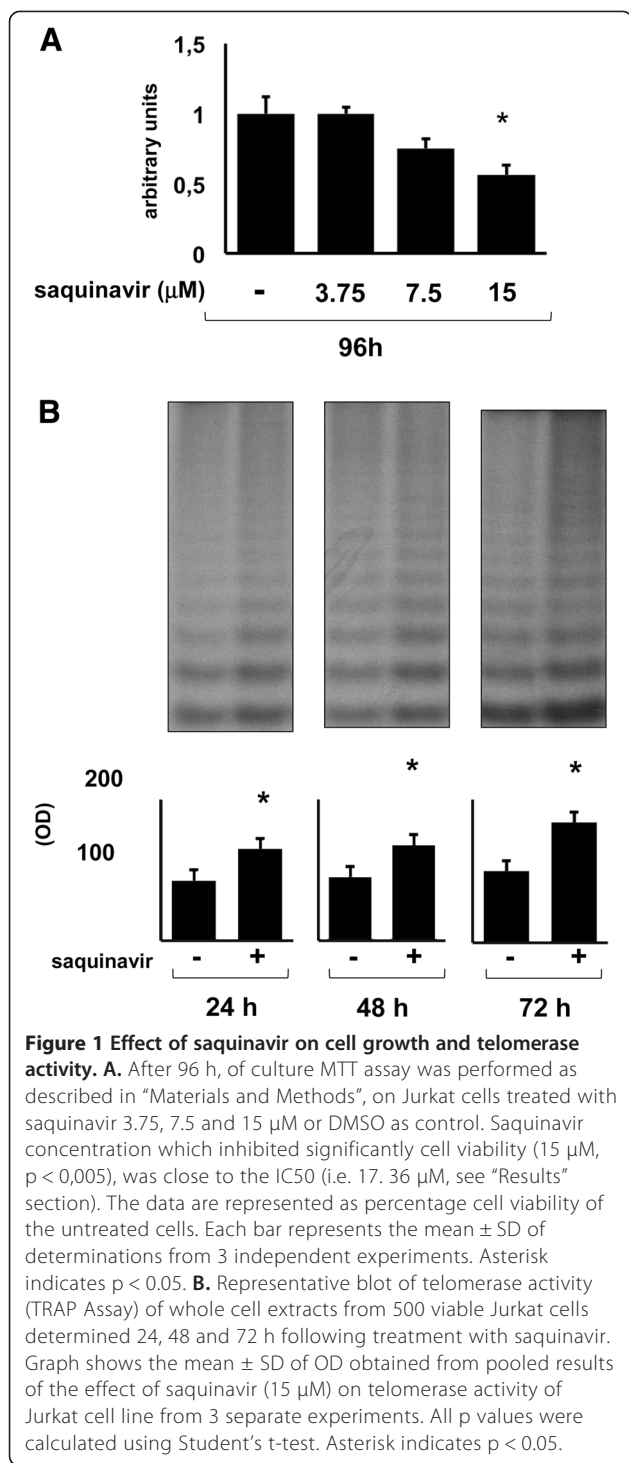 A
1,5
1
0,5
0
arbitrary units
*
saquinavir (μM) - 3.75 7.5 15
96h
B
200
100
(OD)
* * *
saquinavir - + - + - +
24 h 48 h 72 h
Figure 1 Effect of saquinavir on cell growth and telomerase
activity. A. After 96 h, of culture MTT assay was performed as
described in “Materials and Methods”, on Jurkat cells treated with
saquinavir 3.75, 7.5 and 15 μM or DMSO as control. Saquinavir
concentration which inhibited significantly cell viability (15 μM,
p < 0,005), was close to the IC50 (i.e. 17. 36 μM, see “Results”
section). The data are represented as percentage cell viability of
the untreated cells. Each bar represents the mean ± SD of
determinations from 3 independent experiments. Asterisk
indicates p < 0.05. B. Representative blot of telomerase activity
(TRAP Assay) of whole cell extracts from 500 viable Jurkat cells
determined 24, 48 and 72 h following treatment with saquinavir.
Graph shows the mean ± SD of OD obtained from pooled results
of the effect of saquinavir (15 μM) on telomerase activity of
Jurkat cell line from 3 separate experiments. All p values were
calculated using Student’s t-test. Asterisk indicates p < 0.05.